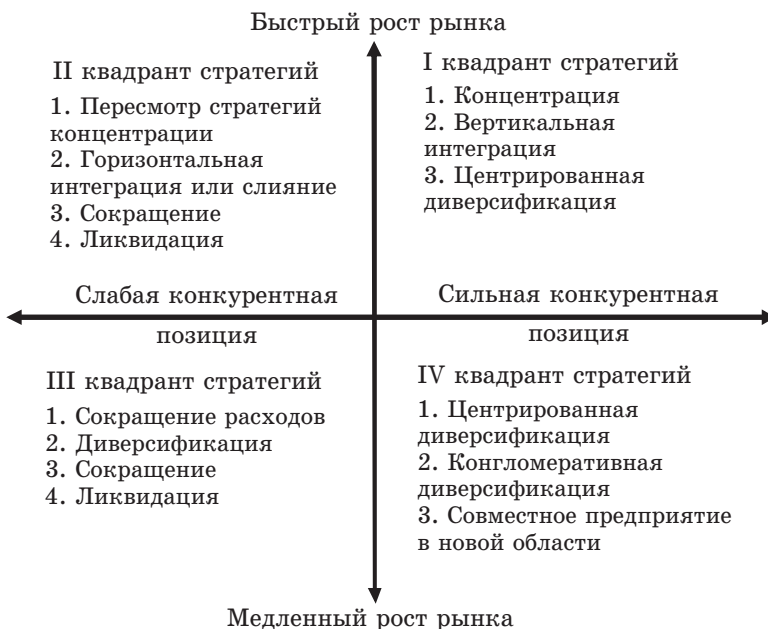 Быстрый рост рынка
II квадрант стратегий
1. Пересмотр стратегий
концентрации
2. Горизонтальная
интеграция или слияние
3. Сокращение
4. Ликвидация
I квадрант стратегий
1. Концентрация
2. Вертикальная
интеграция
3. Центрированная
диверсификация
Слабая конкурентная
позиция
Сильная конкурентная
позиция
III квадрант стратегий
1. Сокращение расходов
2. Диверсификация
3. Сокращение
4. Ликвидация
IV квадрант стратегий
1. Центрированная
диверсификация
2. Конгломеративная
диверсификация
3. Совместное предприятие
в новой области
Медленный рост рынка